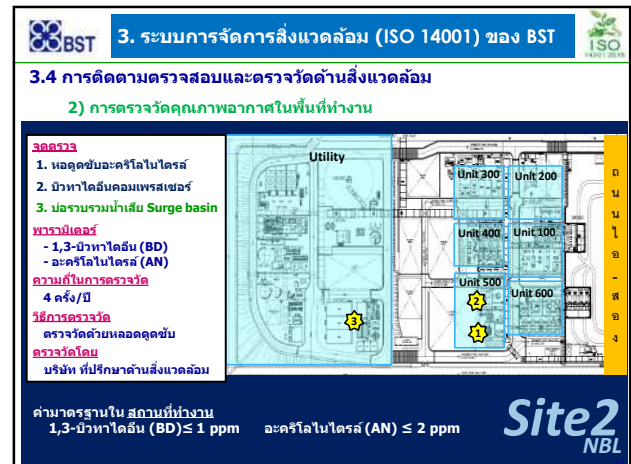 BST
3. ระบบการจัดการสิ่งแวดล้อม (ISO 14001) ของ BST
ISO
3.4 การติดตามตรวจสอบและตรวจวัดด้านสิ่งแวดล้อม
2) การตรวจวัดคุณภาพอากาศในพื้นที่ทำงาน
จุดตรวจ
1. หอดูดซับอะคริโลไนไตรล์
2. บิวทาไดอีนคอมเพรสเซอร์
3. บ่อรวบรวมน้ำเสีย Surge basin
พารามิเตอร์
- 1,3-บิวทาไดอีน (BD)
- อะคริโลไนไตรล์ (AN)
ความถี่ในการตรวจวัด
4 ครั้ง/ปี
วิธีการตรวจวัด
ตรวจวัดด้วยหลอดดูดซับ
ตรวจวัดโดย
บริษัท ที่ปรึกษาด้านสิ่งแวดล้อม
Utility
Unit 300
Unit 200
Unit 400
Unit 100
Unit 500
Unit 600
2
1
3
ถนนไอ-สอง
ค่ามาตรฐานใน สถานที่ทำงาน
1,3-บิวทาไดอีน (BD)≤ 1 ppm อะคริโลไนไตรล์ (AN) ≤ 2 ppm
Site2
NBL